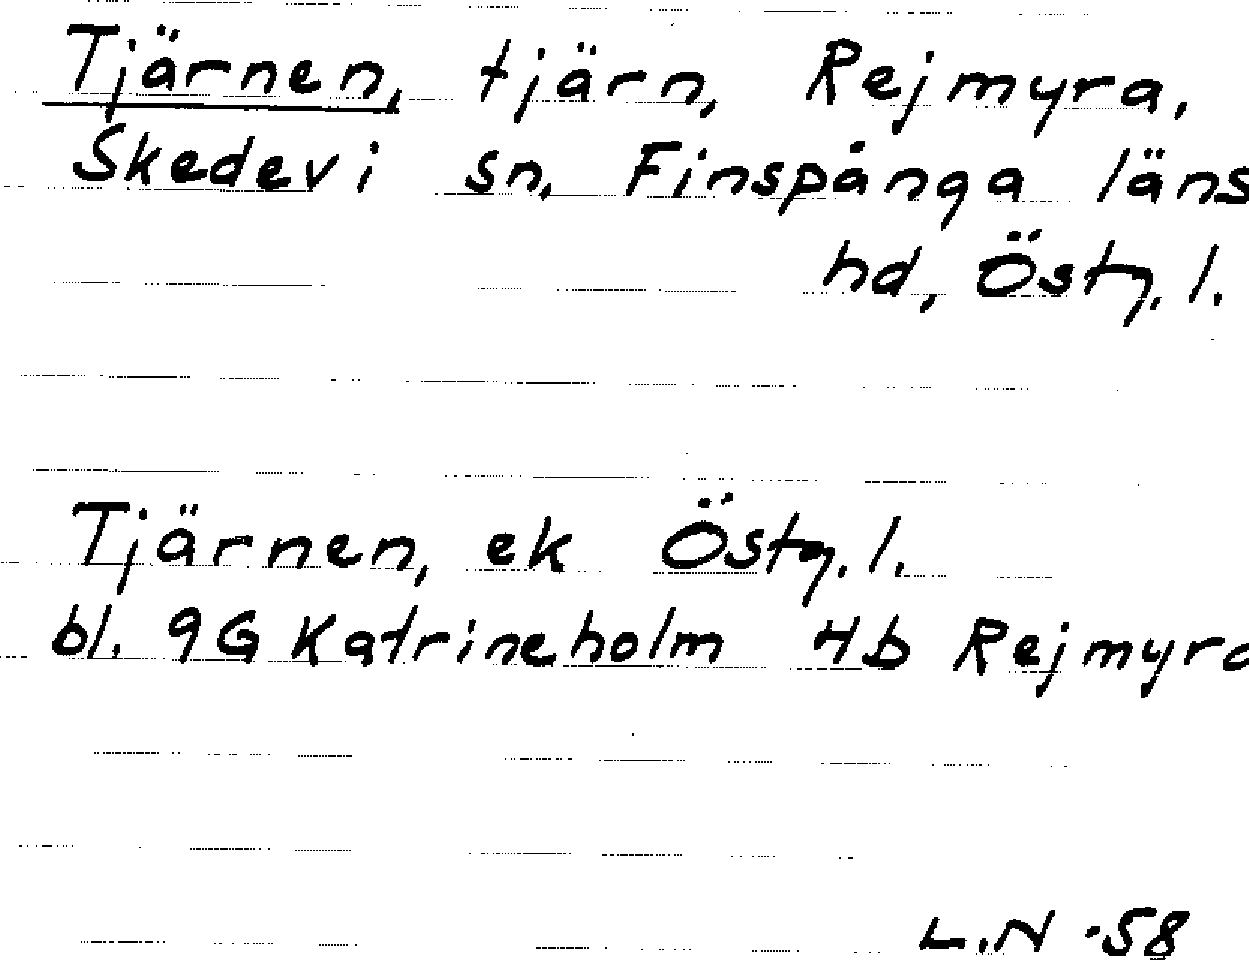 Tjärnen, tjärn, Rejmyra,
Skedevi sn, Finspånga läns
hd, Östg. l.
Tjärnen, ek Östg. l.
bl. 9G Katrineholm 4b Rejmyra
L.N -58